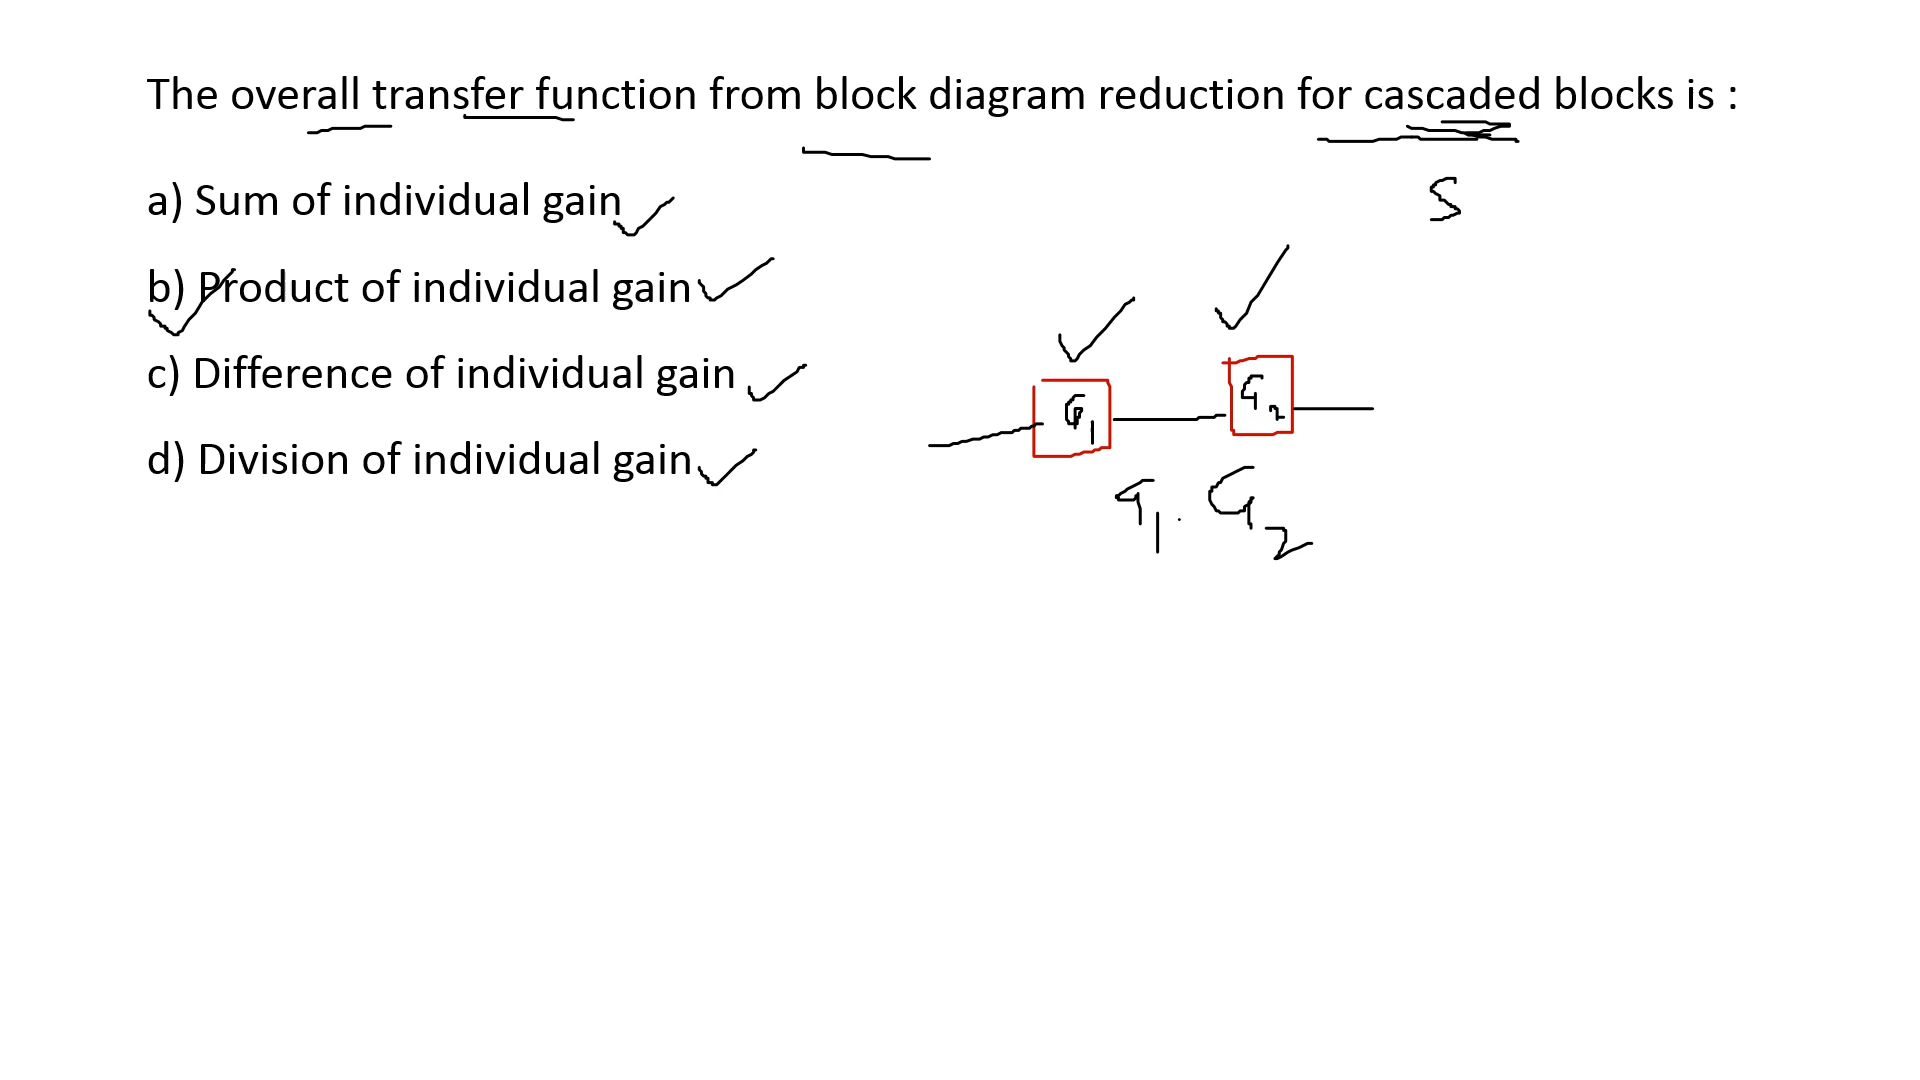 The overall transfer function from block diagram reduction for cascaded blocks is :
S
a) Sum of individual gain
b) Product of individual gain
c) Difference of individual gain
d) Division of individual gain
G1 G2
G1 . G2